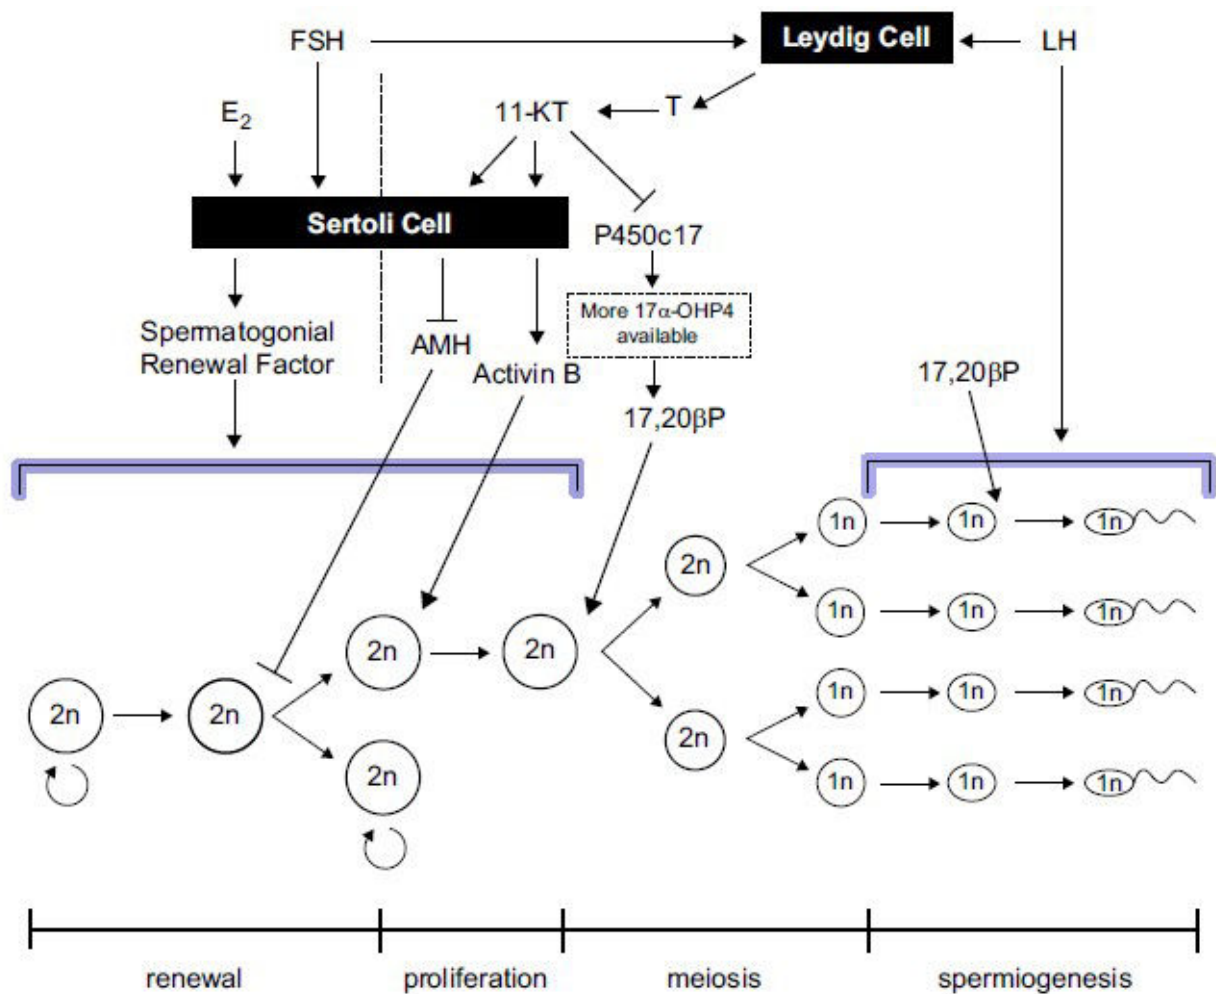 FSH
Leydig Cell
LH
E2
11-KT
T
Sertoli Cell
P450c17
More 17α-OHP4
available
Spermatogonial
Renewal Factor
AMH
Activin B
17,20βP
17,20βP
1n
1n
1n
2n
1n
1n
1n
2n
2n
2n
2n
1n
1n
1n
2n
2n
1n
1n
1n
renewal
proliferation
meiosis
spermiogenesis